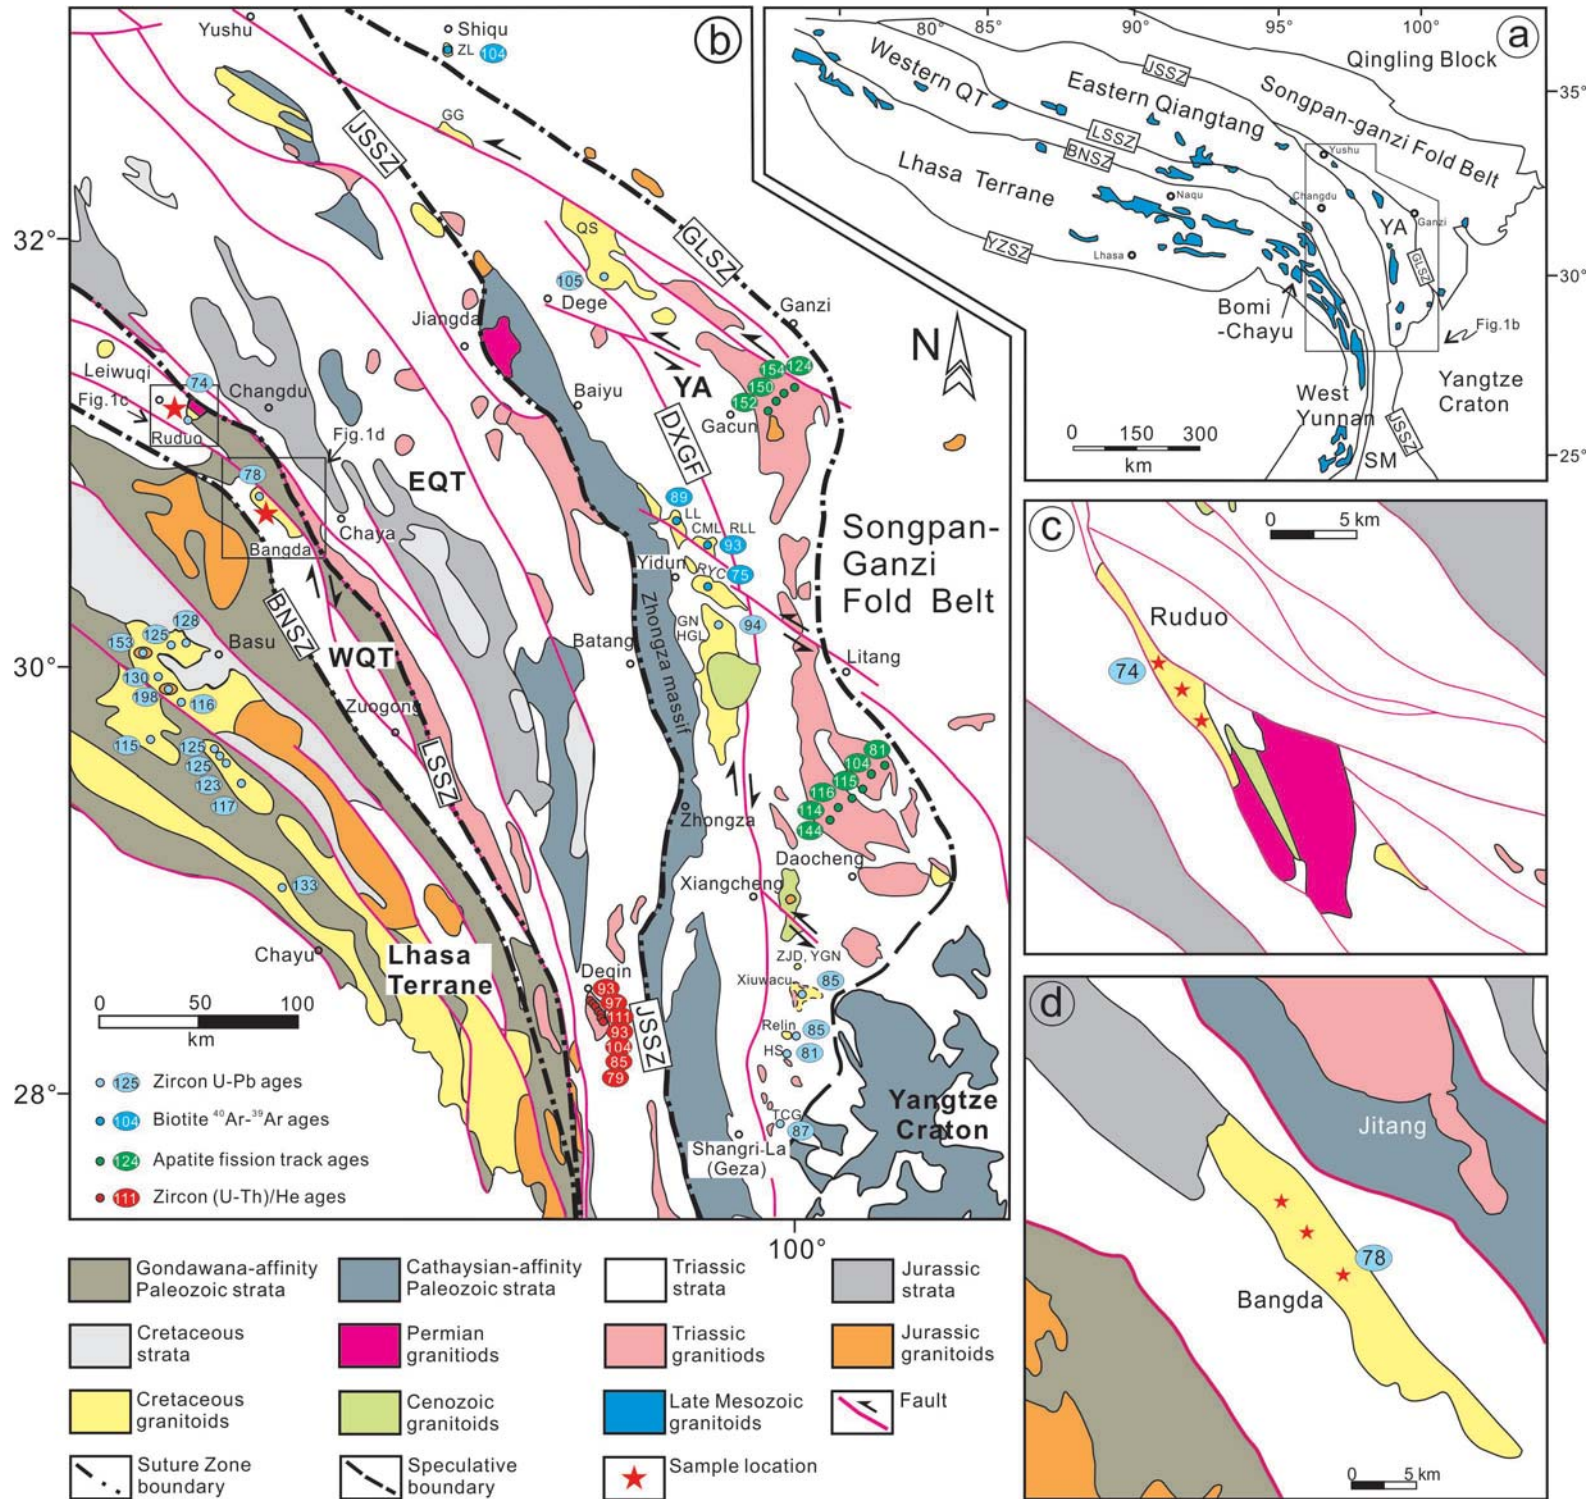 b
Yushu
Shiqu
ZL
104
GG
JSSZ
GLSZ
32°
QS
105
Dege
Jiangda
Ganzi
N
Leiwuqi
74
Changdu
Fig.1c
Ruduo
Baiyu
YA
154
124
150
152
Gacun
DXGF
Fig.1d
78
EQT
Bangda
Chaya
89
LL
CML
RLL
93
Yidun
RYC
75
GN
HGL
94
Songpan-
Ganzi
Fold Belt
BNSZ
128
125
153
Basu
30°
130
198
116
WQT
Batang
Zhongza massif
Litang
Zuogong
LSSZ
115
125
125
123
117
81
104
115
116
114
144
Zhongza
Daocheng
Xiangcheng
133
Chayu
Lhasa
Terrane
Deqin
93
97
111
93
104
85
79
JSSZ
ZJD, YGN
Xiuwacu
85
Relin
85
HS
81
TCG
87
Shangri-La
(Geza)
Yangtze
Craton
0 50 100
km
125 Zircon U-Pb ages
104 Biotite ⁴⁰Ar-³⁹Ar ages
124 Apatite fission track ages
111 Zircon (U-Th)/He ages
28°
100°
a
80° 85° 90° 95° 100°
35°
30°
25°
Qingling Block
Western QT
Eastern Qiangtang
Songpan-ganzi Fold Belt
JSSZ
LSSZ
BNSZ
Lhasa Terrane
YZSZ
Naqu
Lhasa
Yushu
Changdu
Ganzi
YA
GLSZ
Bomi
-Chayu
Fig.1b
West
Yunnan
Yangtze
Craton
JSSZ
SM
0 150 300
km
c
0 5 km
Ruduo
74
d
Jitang
78
Bangda
0 5 km
Gondawana-affinity
Paleozoic strata
Cathaysian-affinity
Paleozoic strata
Triassic
strata
Jurassic
strata
Cretaceous
strata
Permian
granitiods
Triassic
granitiods
Jurassic
granitoids
Cretaceous
granitoids
Cenozoic
granitoids
Late Mesozoic
granitoids
Fault
Suture Zone
boundary
Speculative
boundary
Sample location